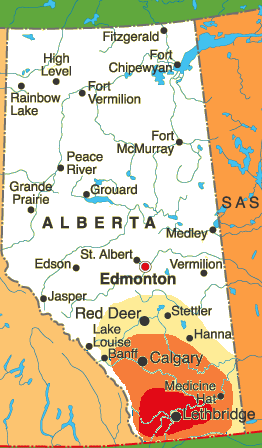 Fitzgerald
Fort
Chipewyan
High
Level
Rainbow
Lake
Fort
Vermilion
Fort
McMurray
Peace
River
Grande
Prairie
Grouard
ALBERTA
SAS
Medley
St. Albert
Edson
Vermilion
Edmonton
Jasper
Red Deer
Stettler
Lake
Louise
Hanna
Banff
Calgary
Medicine
Hat
Lethbridge